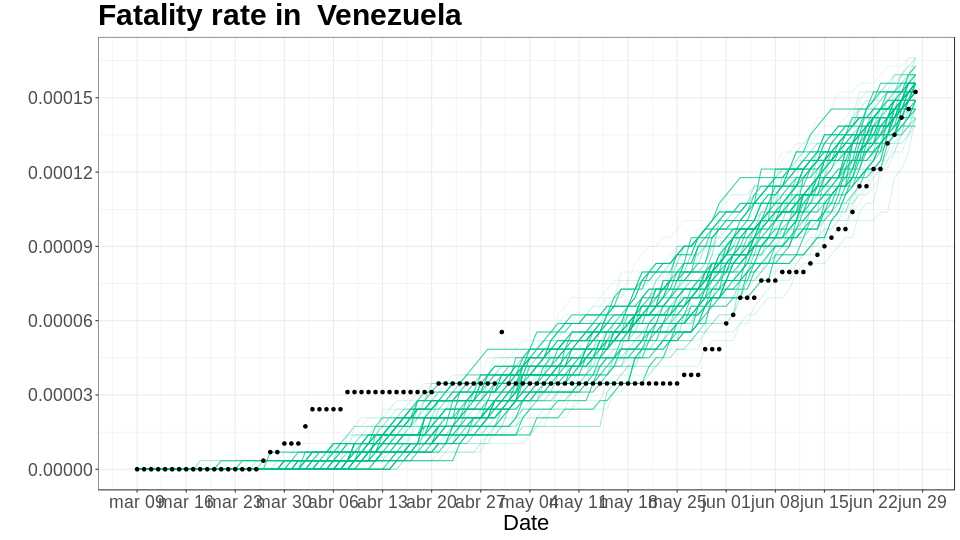 Fatality rate in  Venezuela
0.00015
0.00012
0.00009
0.00006
0.00003
0.00000
mar 09 mar 16 mar 23 mar 30 abr 06 abr 13 abr 20 abr 27 may 04 may 11 may 18 may 25 jun 01 jun 08 jun 15 jun 22 jun 29
Date